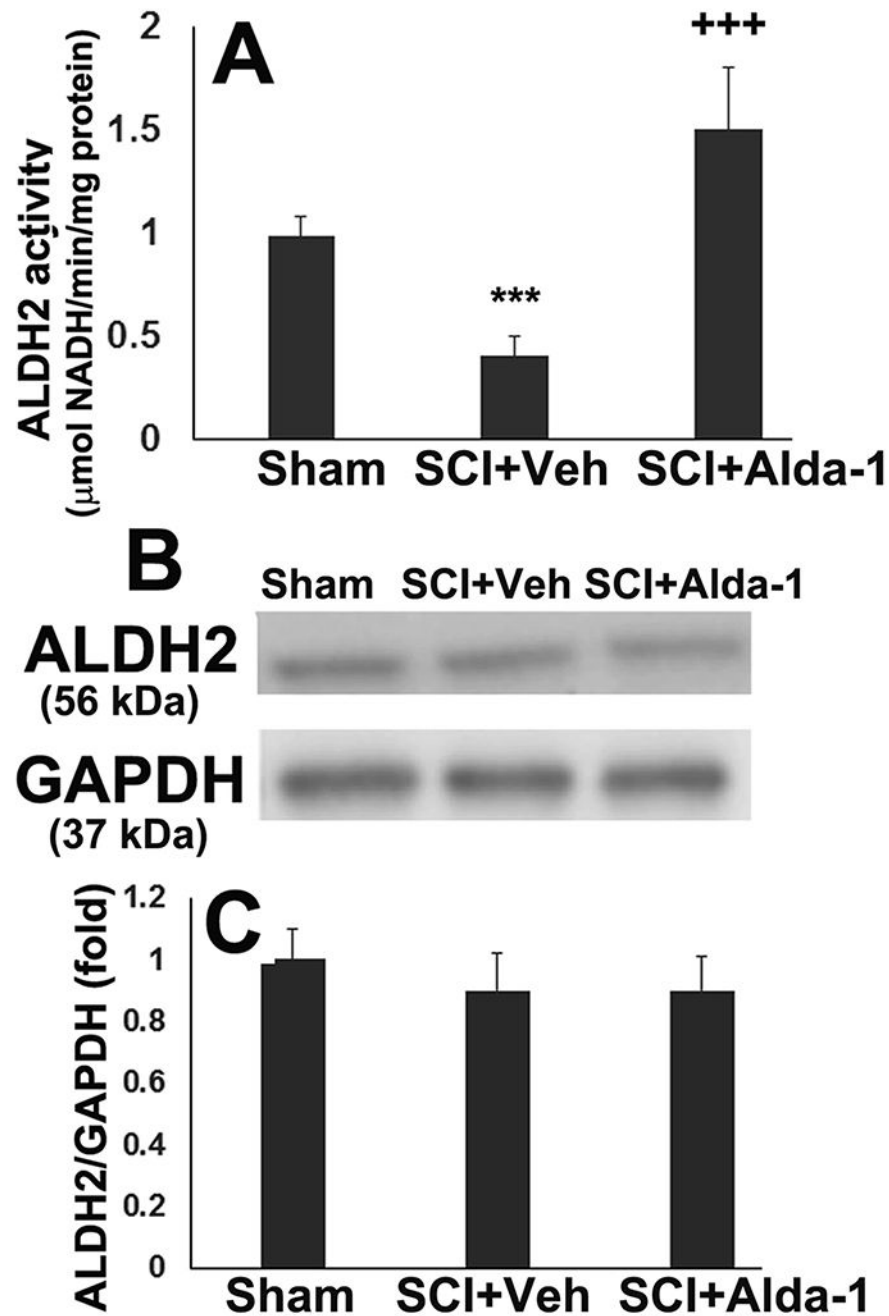 A
ALDH2 activity
(μmol NADH/min/mg protein)
2
1.5
1
0.5
0
***
+++
Sham SCI+Veh SCI+Alda-1
B
Sham SCI+Veh SCI+Alda-1
ALDH2
(56 kDa)
GAPDH
(37 kDa)
C
ALDH2/GAPDH (fold)
1.2
1
0.8
0.6
0.4
0.2
0
Sham SCI+Veh SCI+Alda-1